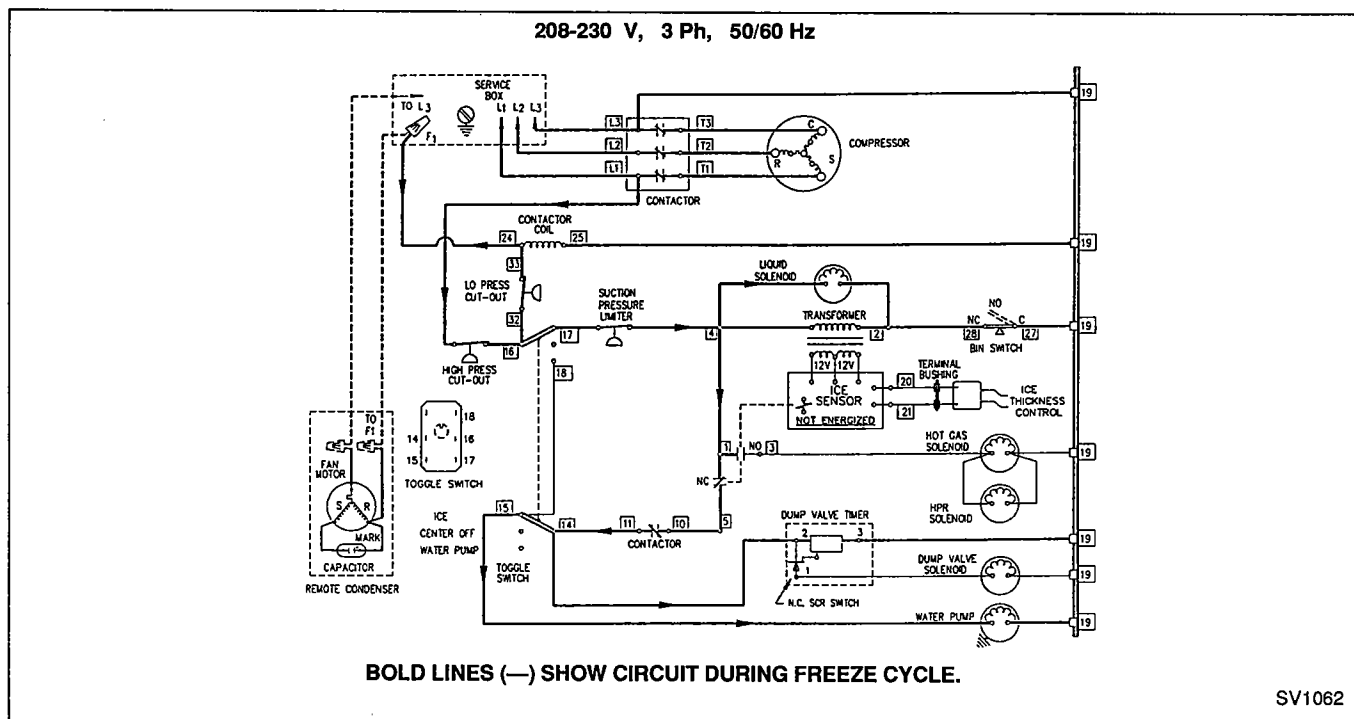 208-230 V, 3 Ph, 50/60 Hz
SERVICE
BOX
TO L3
F1
L1 L2 L3
L3
T3
L2
T2
L1
T1
C
R
S
COMPRESSOR
CONTACTOR
19
CONTACTOR
COIL
24
25
19
33
LO PRESS
CUT-OUT
32
SUCTION
PRESSURE
LIMITER
LIQUID
SOLENOID
TRANSFORMER
16
17
4
2
NO
NC
C
28
27
BIN SWITCH
19
HIGH PRESS
CUT-OUT
18
12V 12V
ICE
SENSOR
NOT ENERGIZED
TERMINAL
BUSHING
20
21
ICE
THICKNESS
CONTROL
TO
F1
18
14
16
15
17
TOGGLE SWITCH
FAN
MOTOR
S
R
MARK
CAPACITOR
REMOTE CONDENSER
1
NO
3
HOT GAS
SOLENOID
19
NC
HPR
SOLENOID
15
ICE
CENTER OFF
WATER PUMP
14
11
10
5
CONTACTOR
TOGGLE
SWITCH
DUMP VALVE TIMER
2
3
1
19
DUMP VALVE
SOLENOID
19
N.C. SCR SWITCH
WATER PUMP
19
BOLD LINES (—) SHOW CIRCUIT DURING FREEZE CYCLE.
SV1062